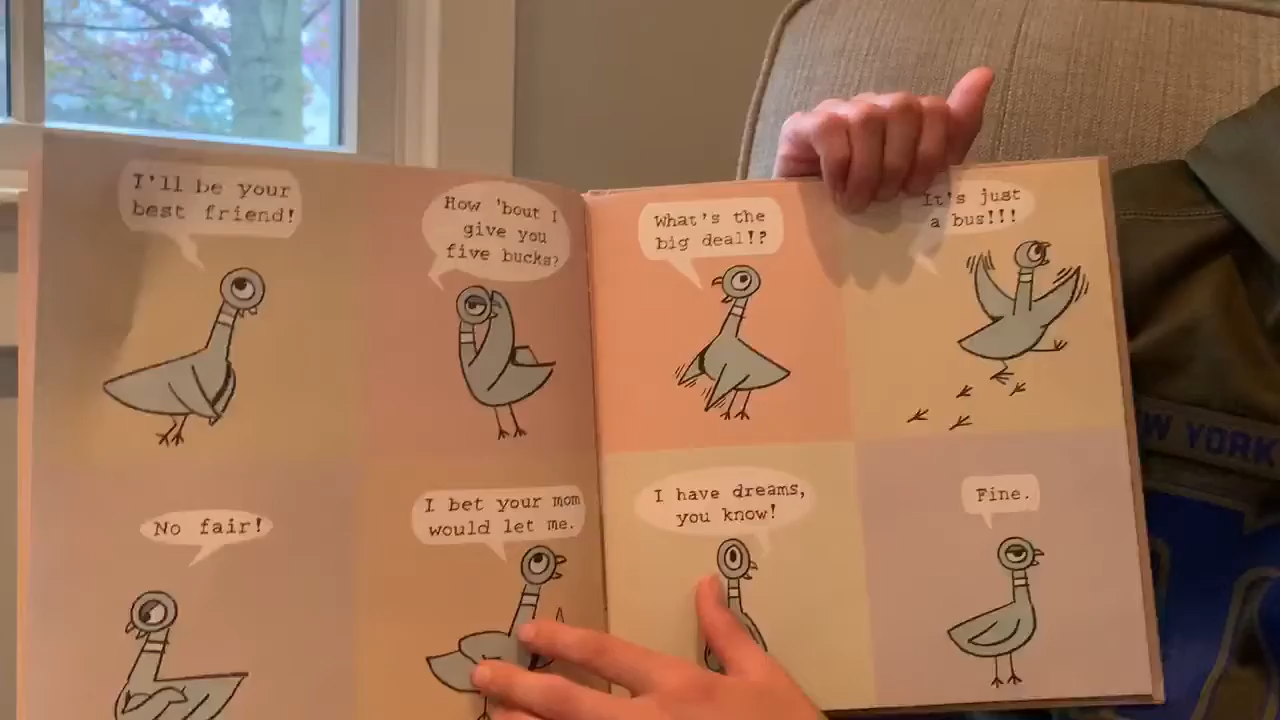 I'll be your
best friend!
How 'bout I
give you
five bucks?
No fair!
I bet your mom
would let me.
What's the
big deal!?
It's just
a bus!!!
I have dreams,
you know!
Fine.
YORK